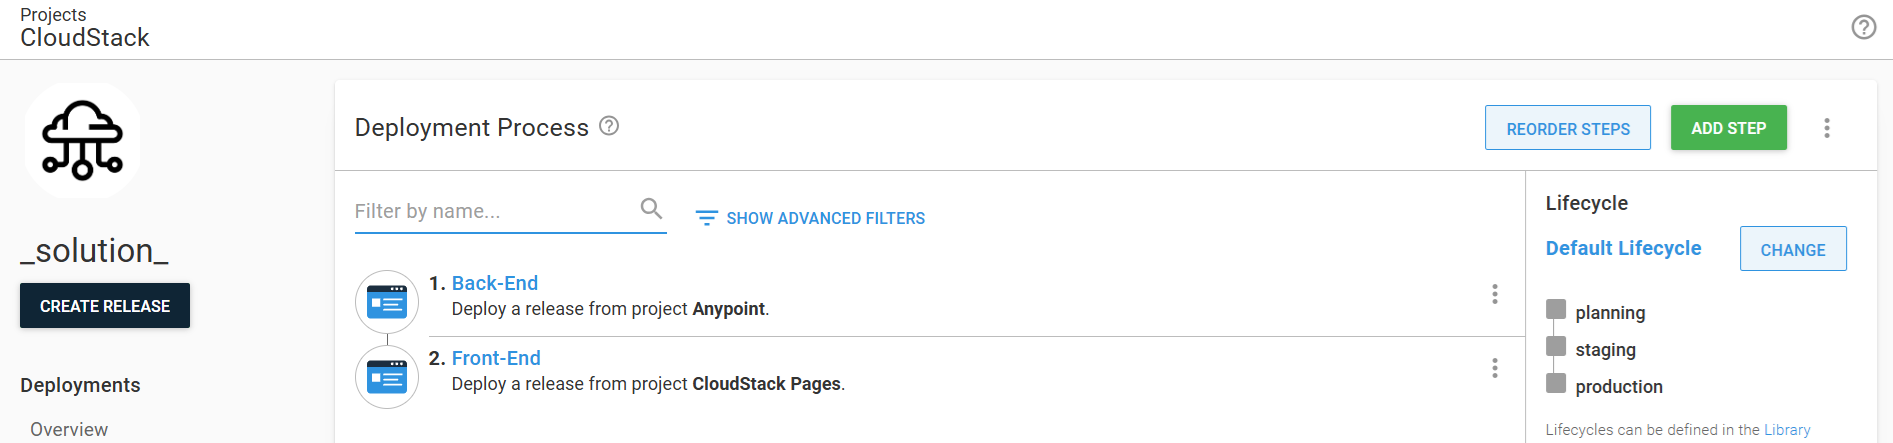 Projects
CloudStack
_solution_
CREATE RELEASE
Deployments
Overview
Deployment Process
REORDER STEPS
ADD STEP
Filter by name...
SHOW ADVANCED FILTERS
1. Back-End
Deploy a release from project Anypoint.
2. Front-End
Deploy a release from project CloudStack Pages.
Lifecycle
Default Lifecycle
CHANGE
planning
staging
production
Lifecycles can be defined in the Library